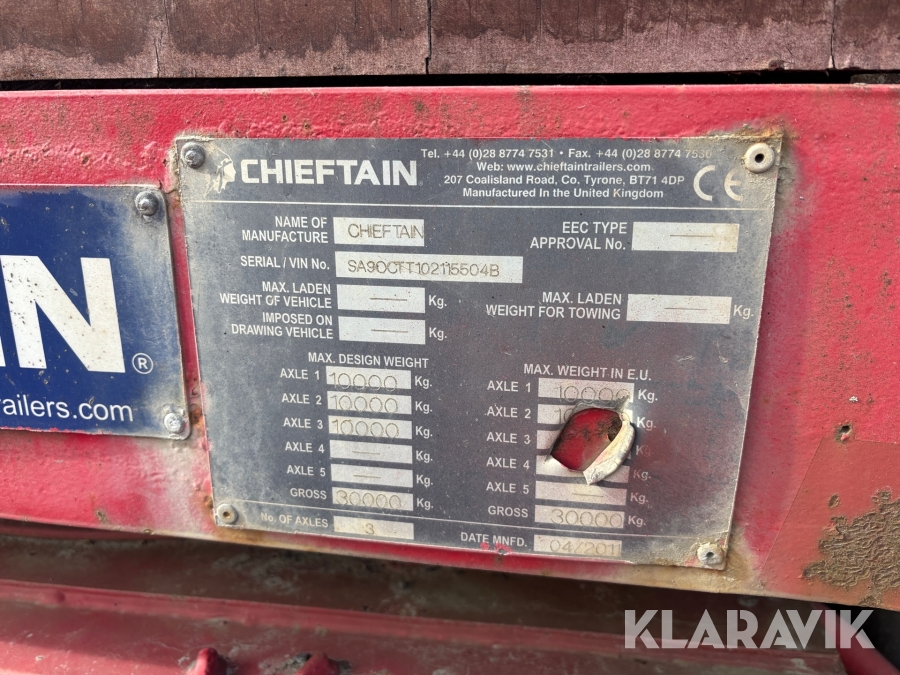 CHIEFTAIN
Tel. +44 (0)28 8774 7531 • Fax. +44 (0)28 8774 7530
Web: www.chieftaintrailers.com
207 Coalisland Road, Co. Tyrone, BT71 4DP
Manufactured In the United Kingdom
CE
NAME OF MANUFACTURE CHIEFTAIN
EEC TYPE APPROVAL No. —
SERIAL / VIN No. SA9OCTT102115504B
MAX. LADEN WEIGHT OF VEHICLE — Kg.
MAX. LADEN WEIGHT FOR TOWING — Kg.
IMPOSED ON DRAWING VEHICLE — Kg.
MAX. DESIGN WEIGHT
AXLE 1 10000 Kg.
AXLE 2 10000 Kg.
AXLE 3 10000 Kg.
AXLE 4 — Kg.
AXLE 5 — Kg.
GROSS 30000 Kg.
No. OF AXLES 3
MAX. WEIGHT IN E.U.
AXLE 1 10000 Kg.
AXLE 2 Kg.
AXLE 3 Kg.
AXLE 4 Kg.
AXLE 5 — Kg.
GROSS 30000 Kg.
DATE MNFD. 04/2011
IN ®
railers.com
KLARAVIK